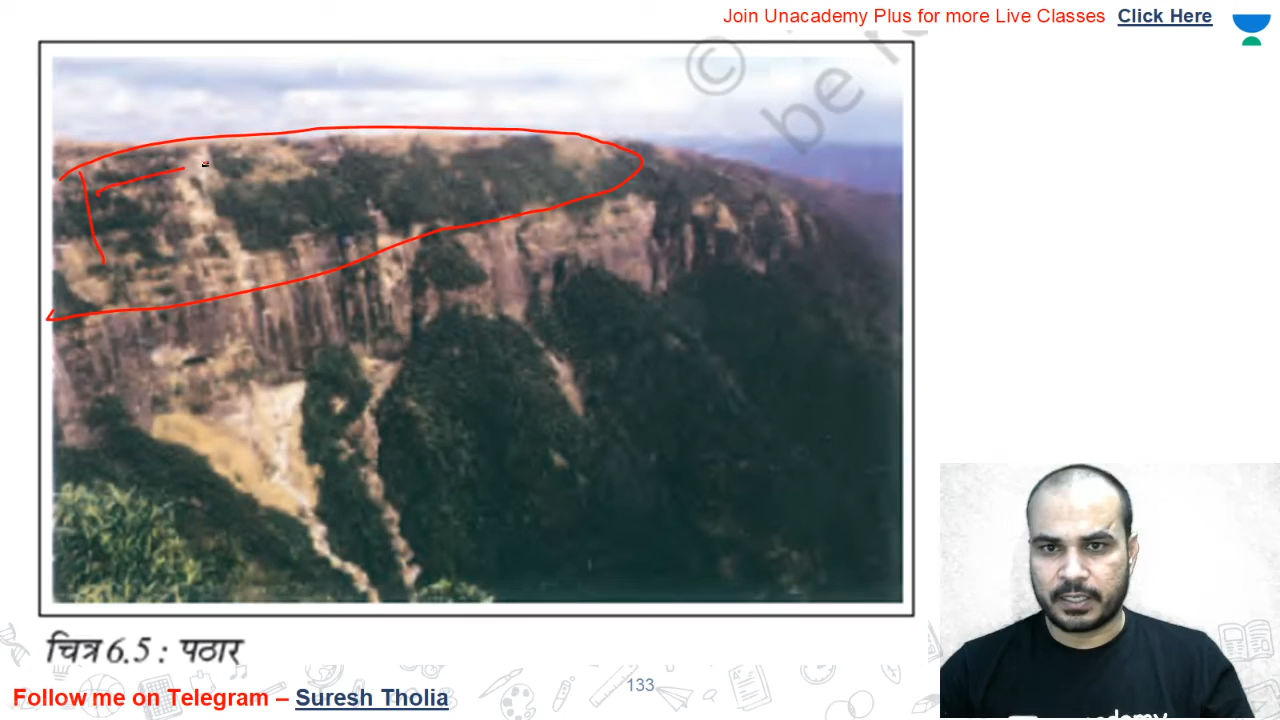 Join Unacademy Plus for more Live Classes Click Here
©
be r
चित्र 6.5 : पठार
133
Follow me on Telegram – Suresh Tholia